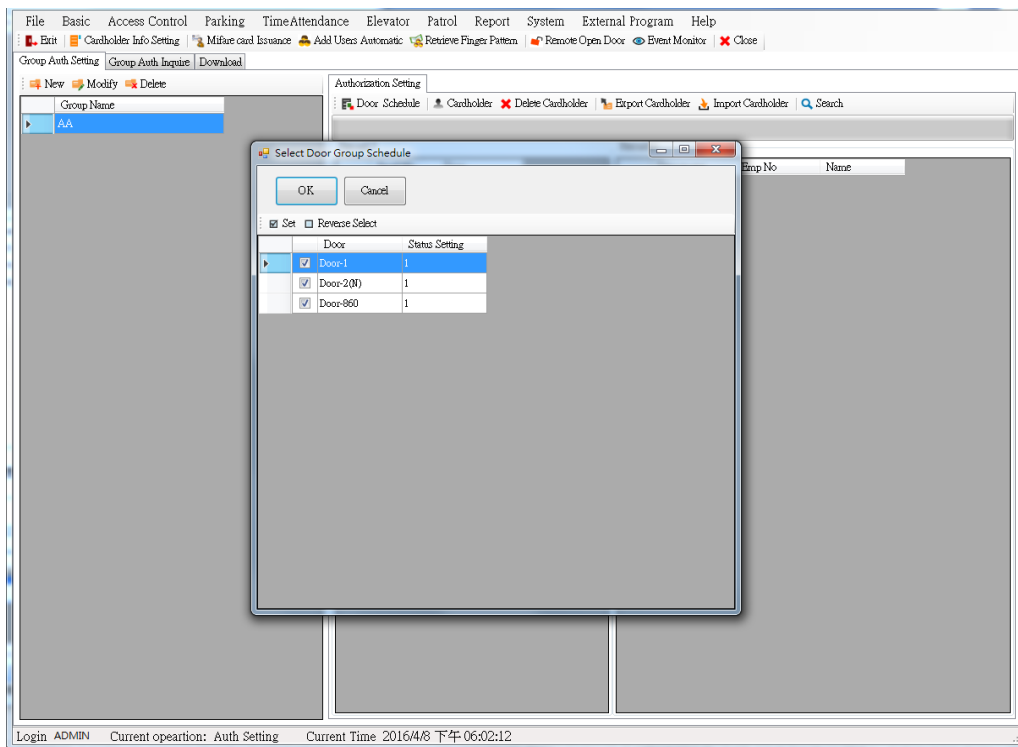 File Basic Access Control Parking TimeAttendance Elevator Patrol Report System External Program Help
Exit Cardholder Info Setting Mifare card Issuance Add Users Automatic Retrieve Finger Pattern Remote Open Door Event Monitor Close
Group Auth Setting Group Auth Inquire Download
New Modify Delete
Group Name
AA
Authorization Setting
Door Schedule Cardholder Delete Cardholder Export Cardholder Import Cardholder Search
Emp No Name
Select Door Group Schedule
OK Cancel
Set Reverse Select
Door Status Setting
Door-1 1
Door-2(N) 1
Door-860 1
Login ADMIN Current opeartion: Auth Setting Current Time 2016/4/8 下午 06:02:12